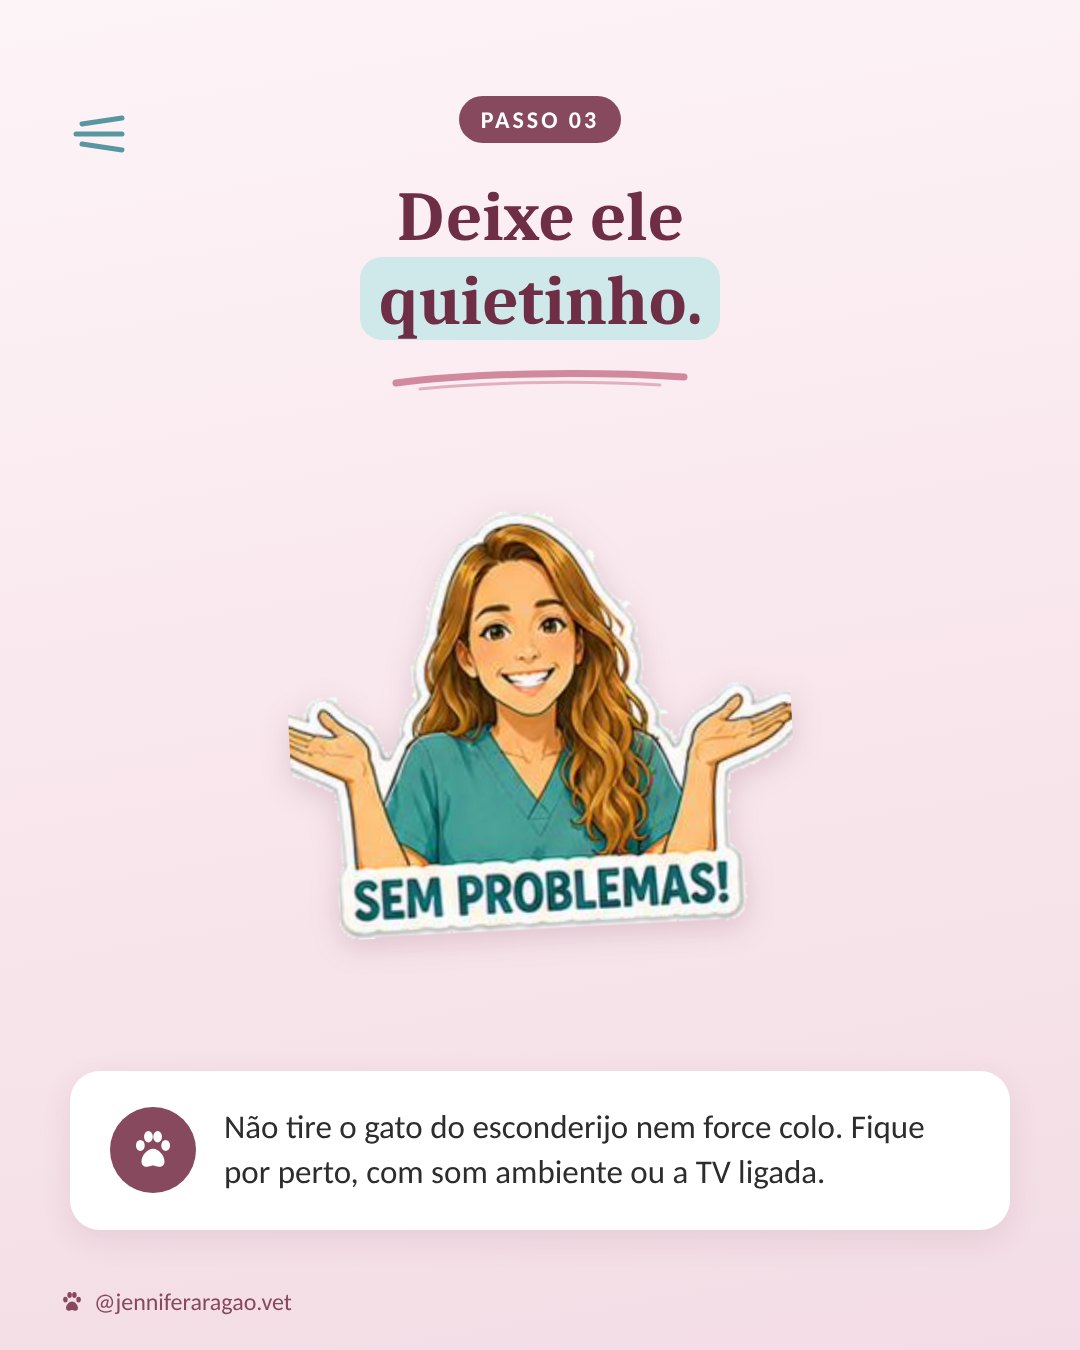 PASSO 03
Deixe ele
quietinho.
SEM PROBLEMAS!
Não tire o gato do esconderijo nem force colo. Fique
por perto, com som ambiente ou a TV ligada.
@jenniferaragao.vet